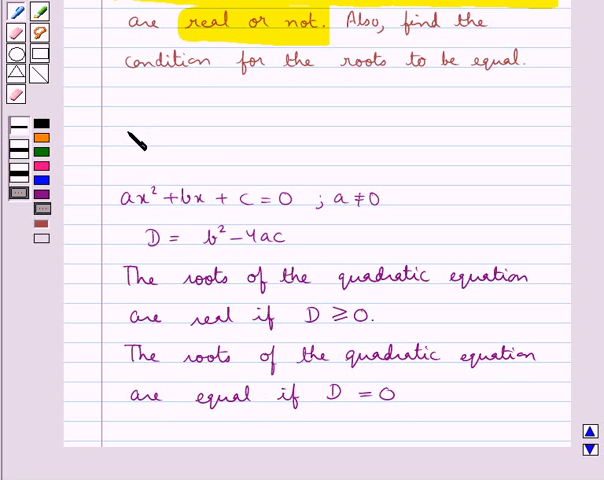 are real or not. Also, find the
condition for the roots to be equal.
ax² + bx + c = 0 ; a ≠ 0
D = b² - 4ac
The roots of the quadratic equation
are real if D ≥ 0.
The roots of the quadratic equation
are equal if D = 0